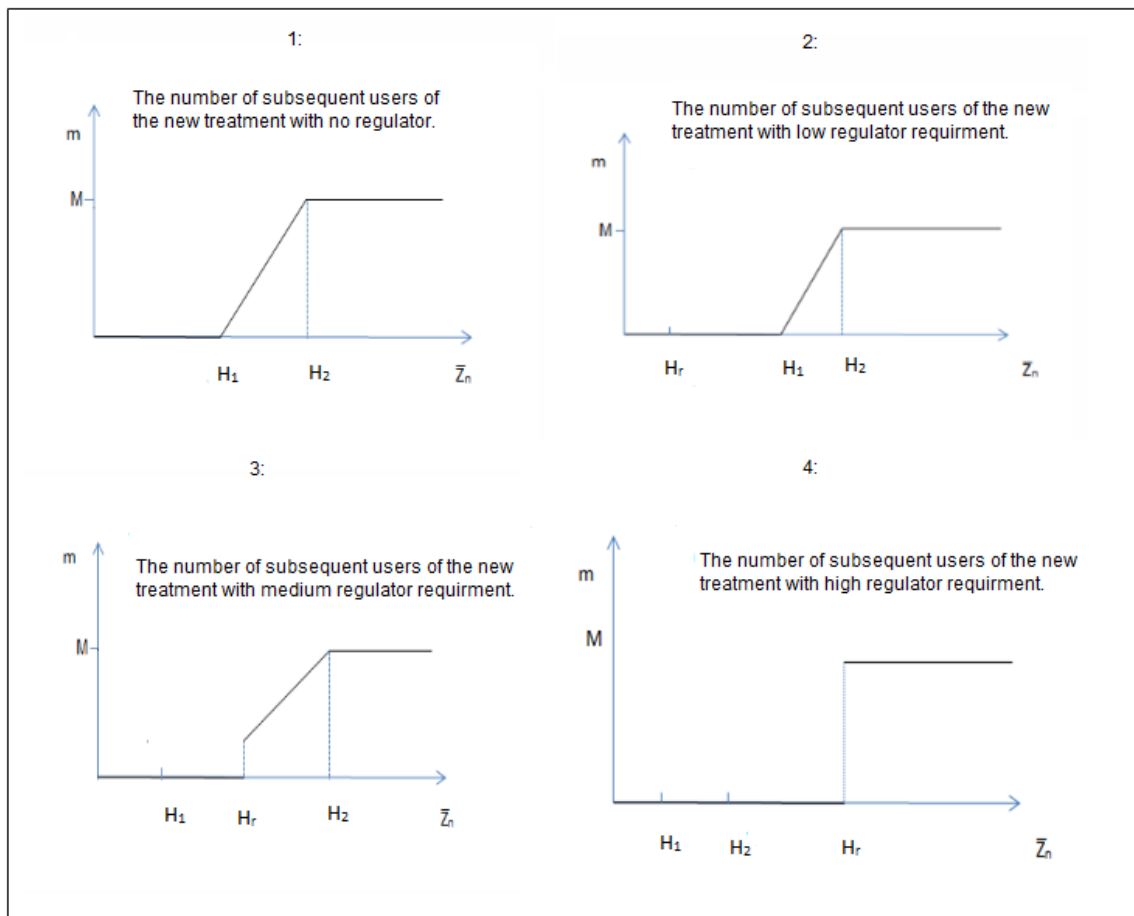 1:
The number of subsequent users of
the new treatment with no regulator.
m
M
H₁
H₂
Z̄ₙ
2:
The number of subsequent users of the new
treatment with low regulator requirment.
m
M
Hᵣ
H₁
H₂
Zₙ
3:
The number of subsequent users of the new
treatment with medium regulator requirment.
m
M
H₁
Hᵣ
H₂
Z̄ₙ
4:
The number of subsequent users of the new
treatment with high regulator requirment.
m
M
H₁
H₂
Hᵣ
Z̄ₙ